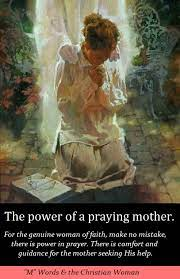 The power of a praying mother.
For the genuine woman of faith, make no mistake,
there is power in prayer. There is comfort and
guidance for the mother seeking His help.
"M" Words & the Christian Woman